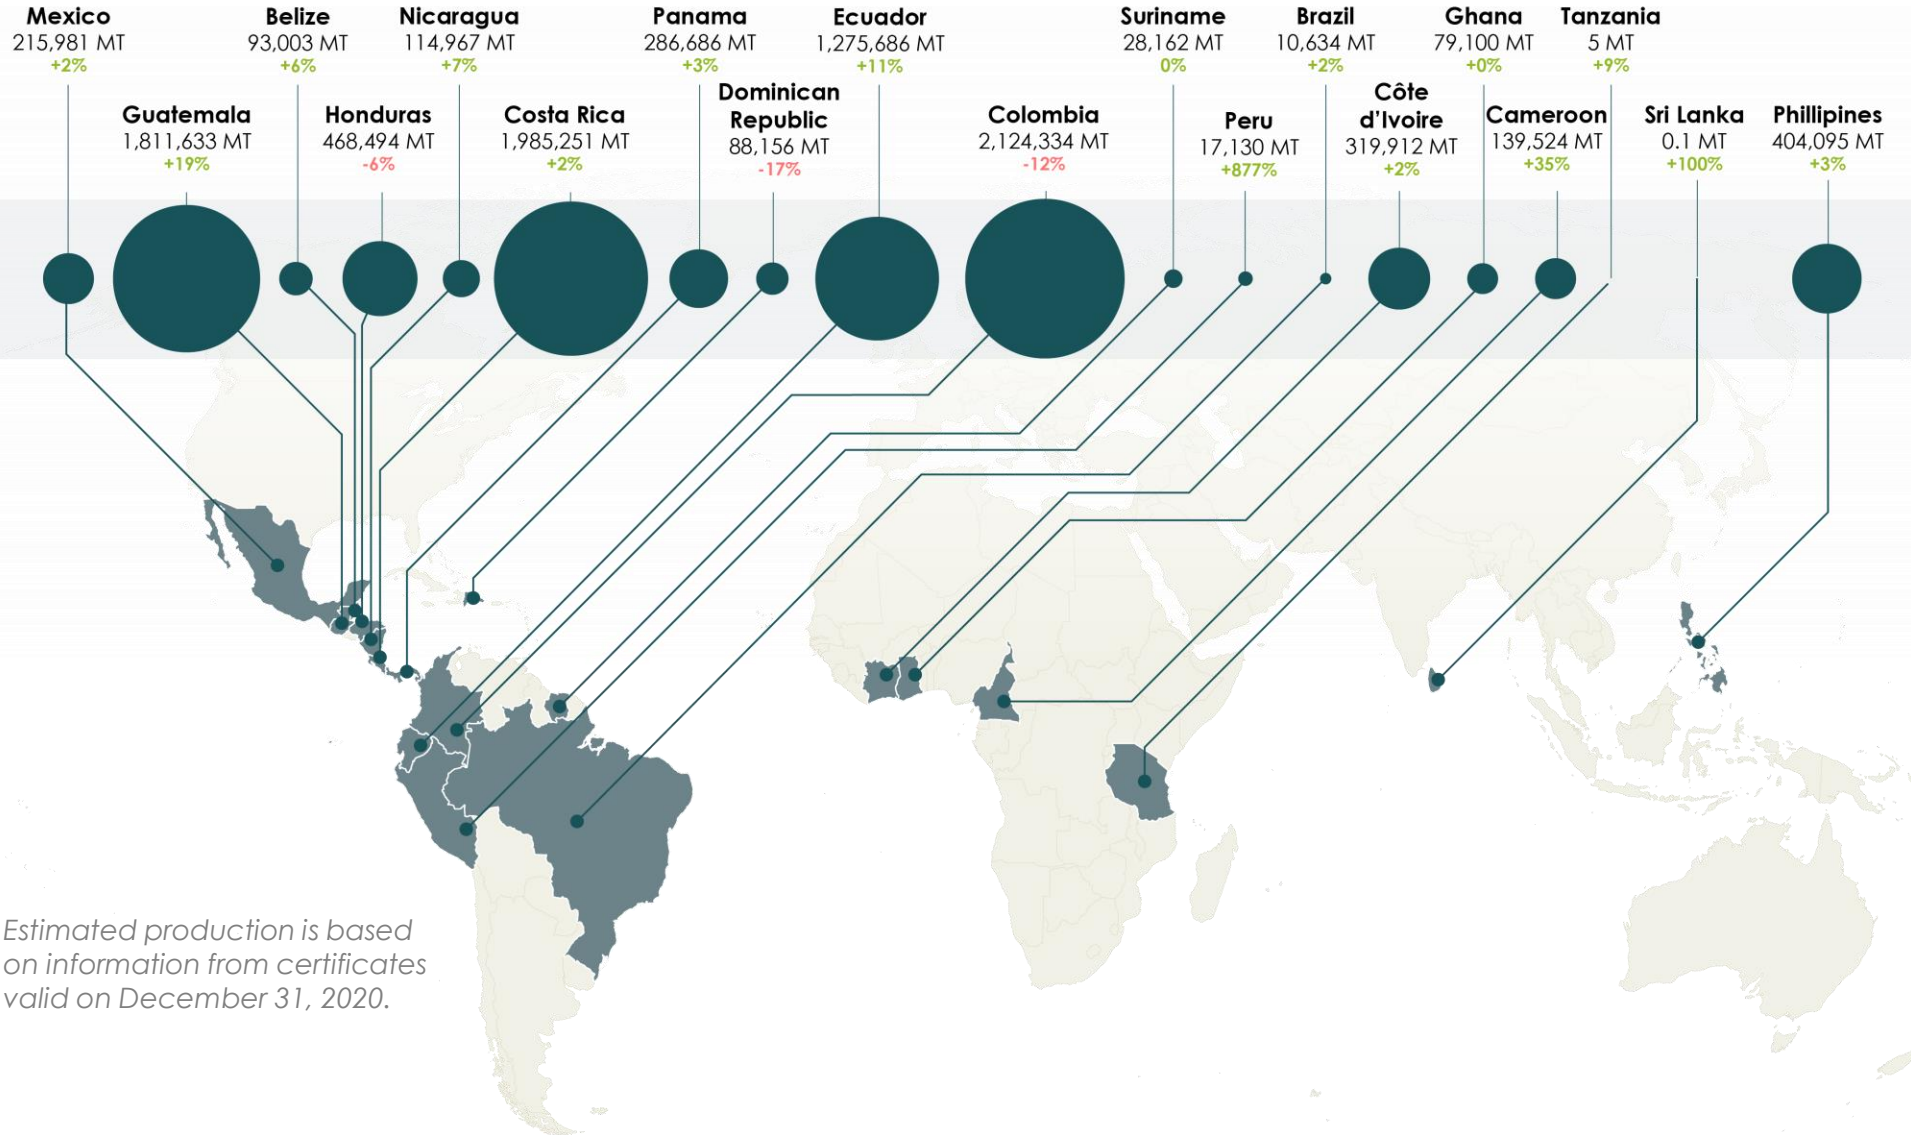 Mexico
215,981 MT
+2%
Belize
93,003 MT
+6%
Nicaragua
114,967 MT
+7%
Panama
286,686 MT
+3%
Ecuador
1,275,686 MT
+11%
Suriname
28,162 MT
0%
Brazil
10,634 MT
+2%
Ghana
79,100 MT
+0%
Tanzania
5 MT
+9%
Guatemala
1,811,633 MT
+19%
Honduras
468,494 MT
-6%
Costa Rica
1,985,251 MT
+2%
Dominican
Republic
88,156 MT
-17%
Colombia
2,124,334 MT
-12%
Peru
17,130 MT
+877%
Côte
d'Ivoire
319,912 MT
+2%
Cameroon
139,524 MT
+35%
Sri Lanka
0.1 MT
+100%
Phillipines
404,095 MT
+3%
Estimated production is based
on information from certificates
valid on December 31, 2020.